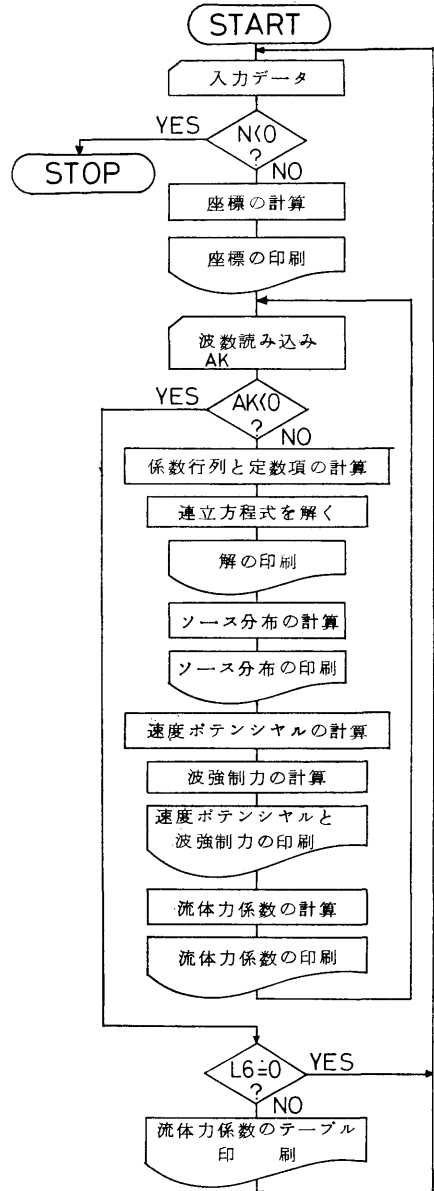 START
入力データ
YES
N<0
?
STOP
NO
座標の計算
座標の印刷
波数読み込み
AK
YES
AK<0
?
NO
係数行列と定数項の計算
連立方程式を解く
解の印刷
ソース分布の計算
ソース分布の印刷
速度ポテンシヤルの計算
波強制力の計算
速度ポテンシヤルと
波強制力の印刷
流体力係数の計算
流体力係数の印刷
L6≒0
YES
?
NO
流体力係数のテーブル
印 刷